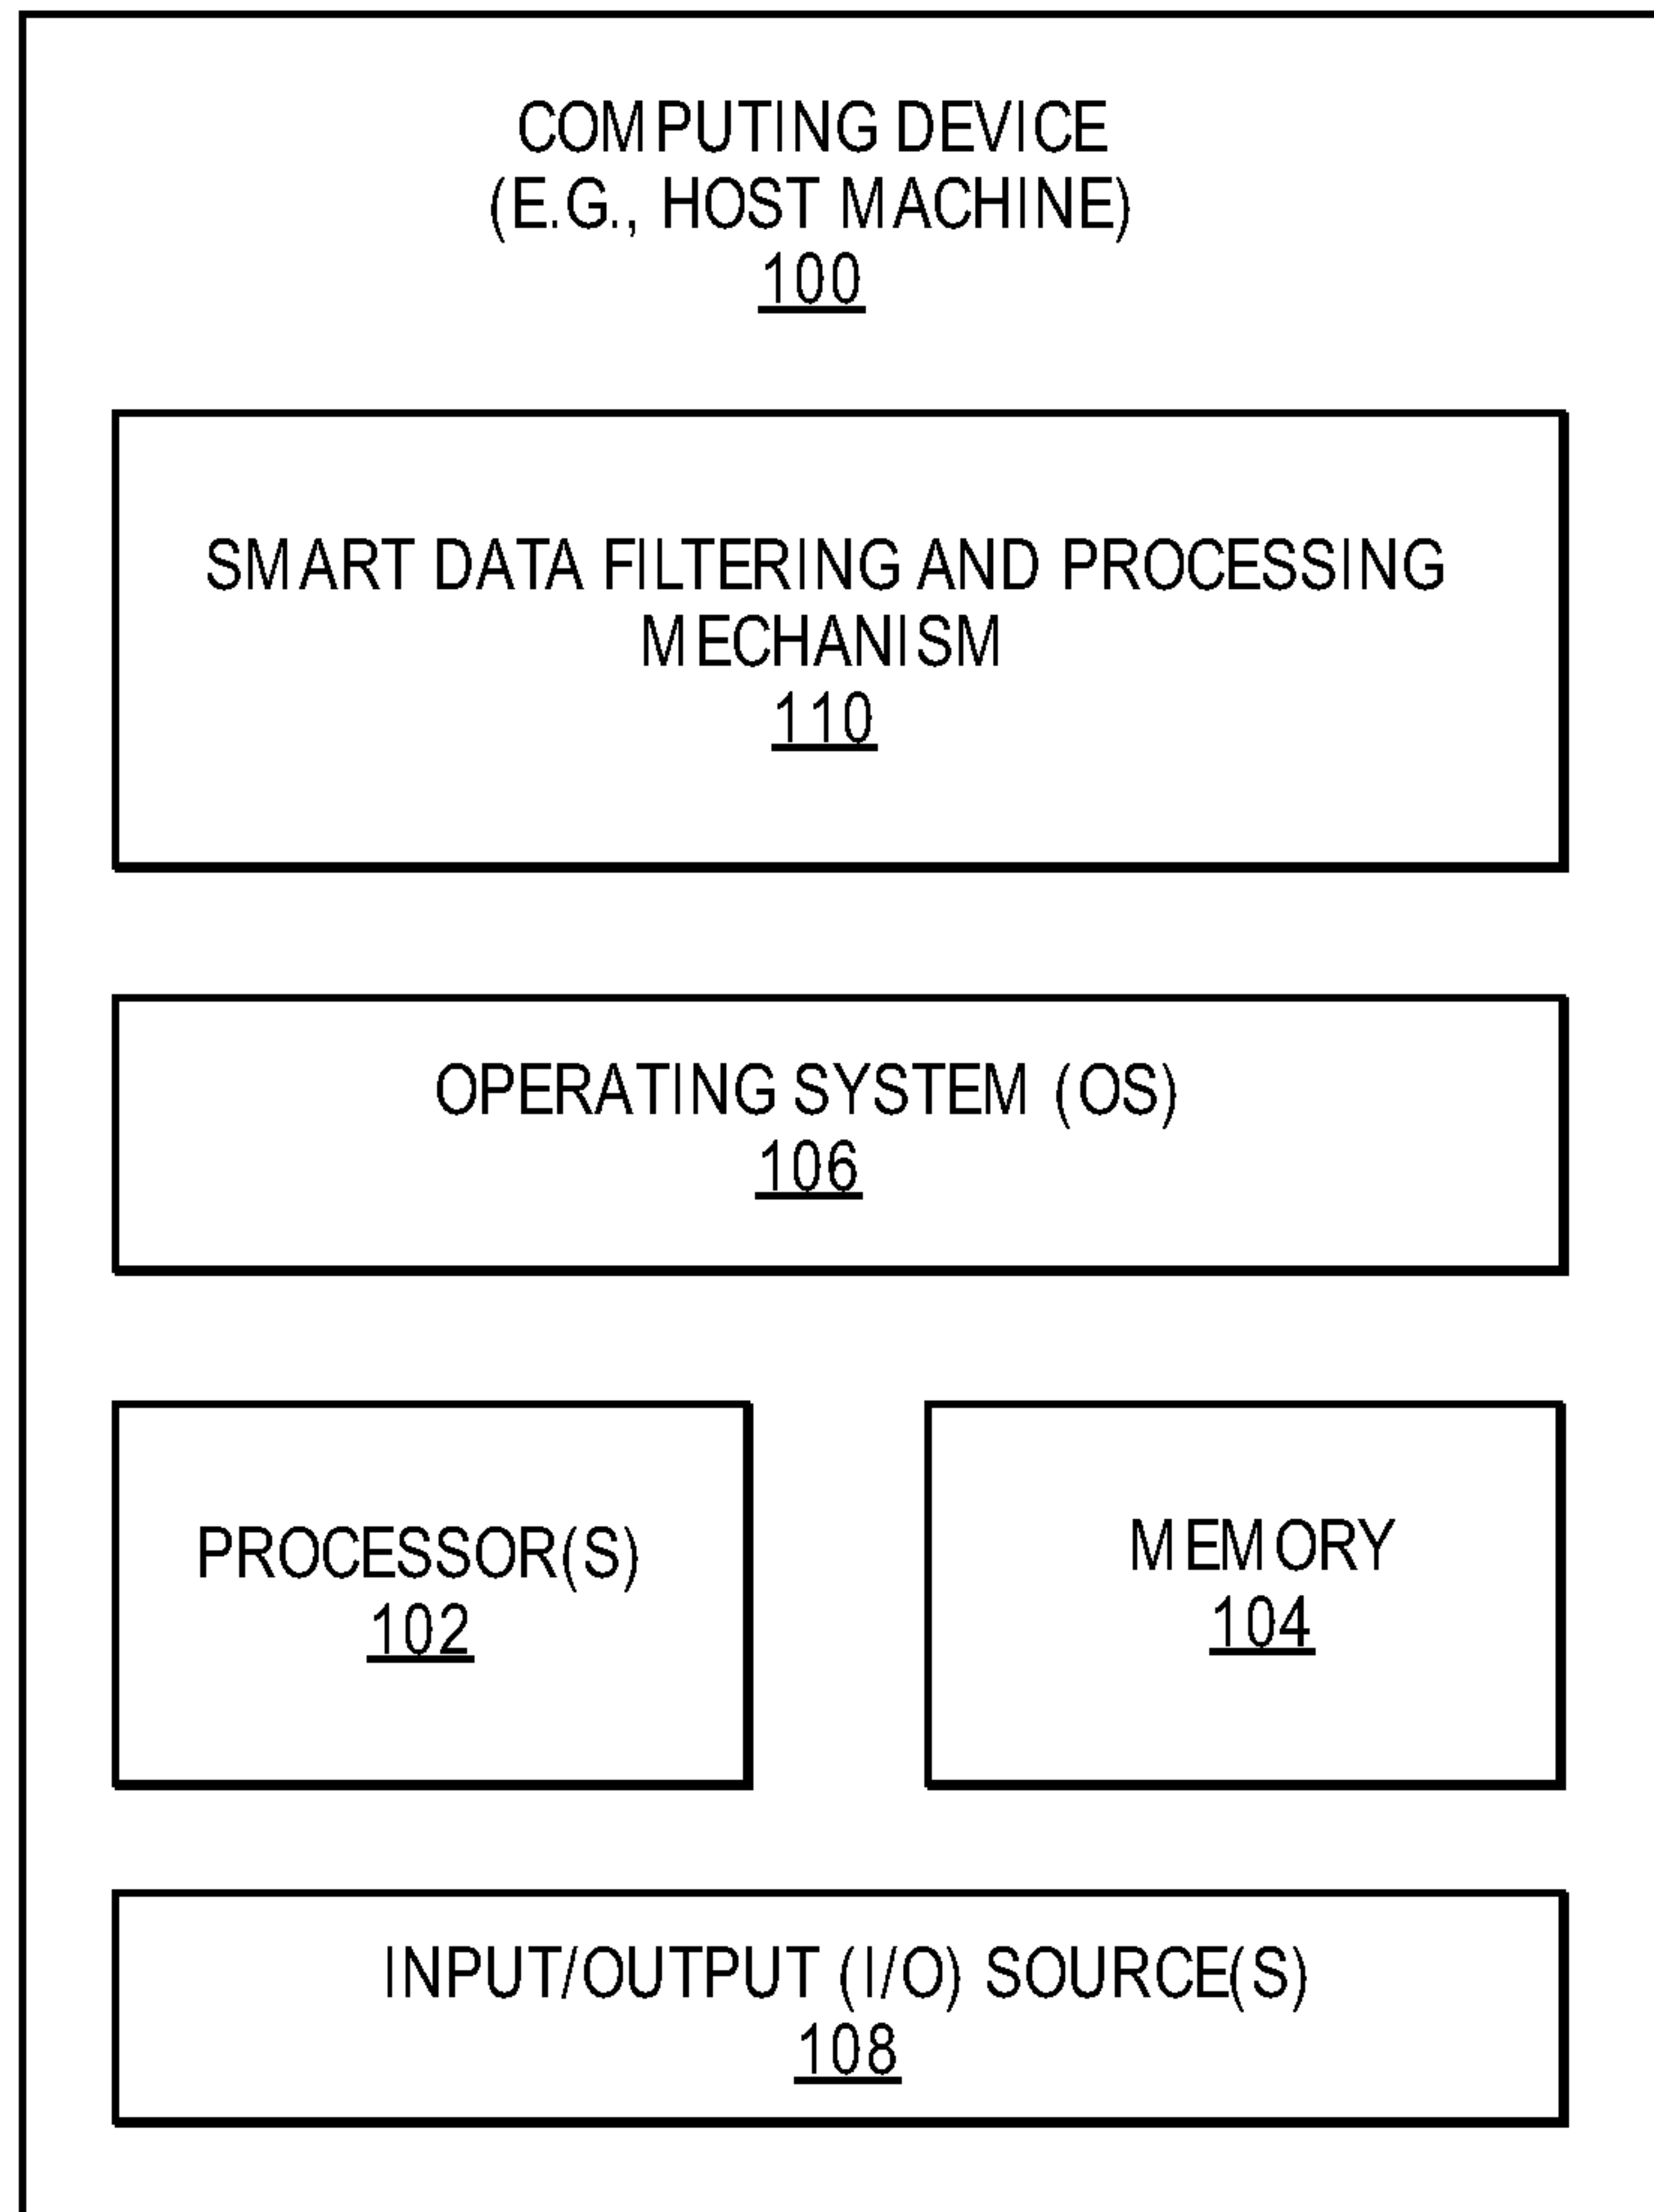 COMPUTING DEVICE
(E.G., HOST MACHINE)
100
SMART DATA FILTERING AND PROCESSING
MECHANISM
110
OPERATING SYSTEM (OS)
106
PROCESSOR(S)
102
MEMORY
104
INPUT/OUTPUT (I/O) SOURCE(S)
108